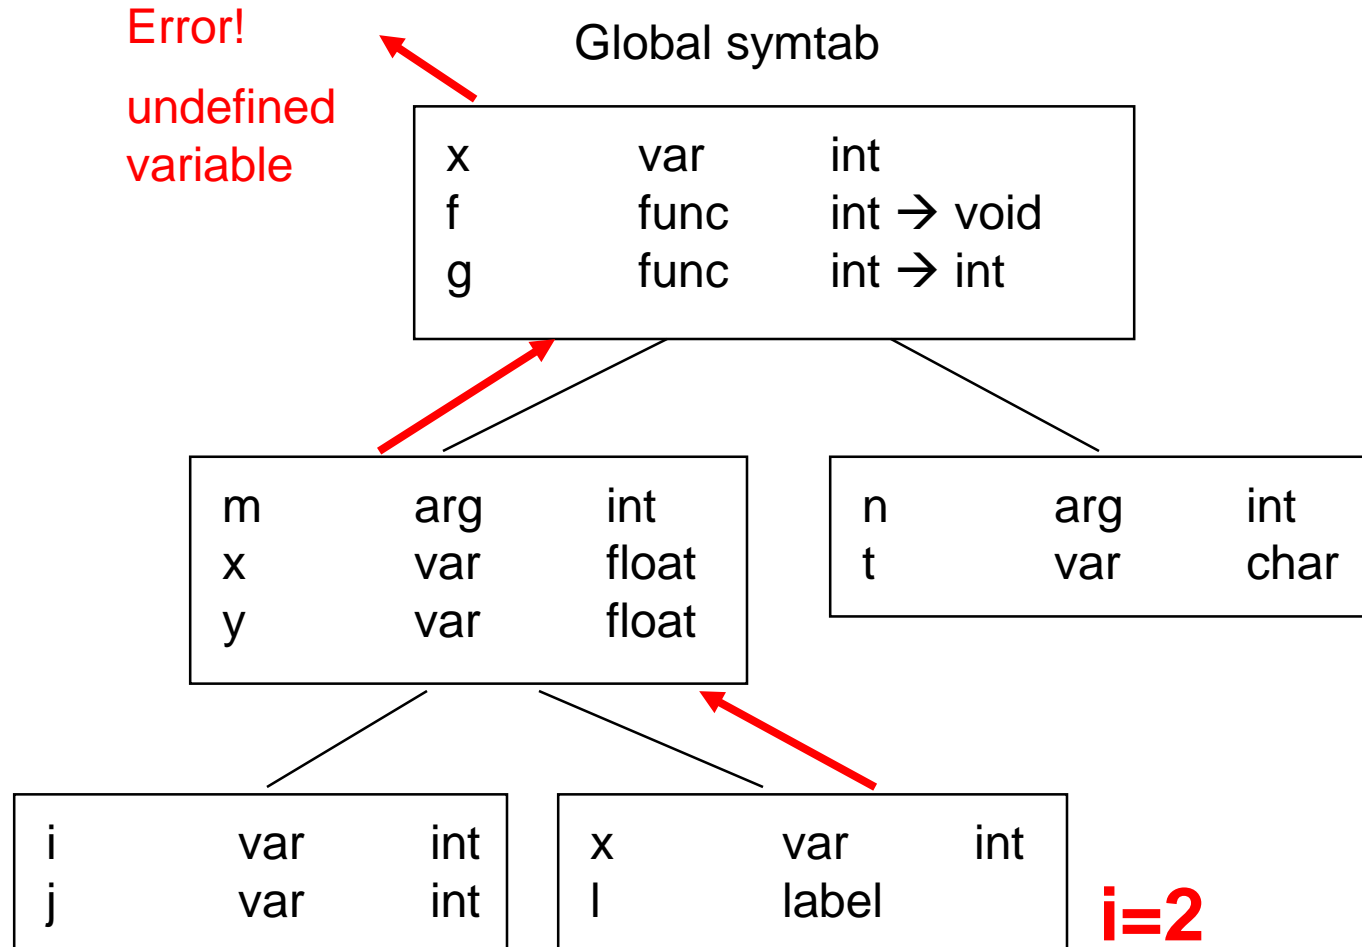 Error!
undefined
variable
Global symtab
x var int
f func int → void
g func int → int
m arg int
x var float
y var float
n arg int
t var char
i var int
j var int
x var int
l label
i=2